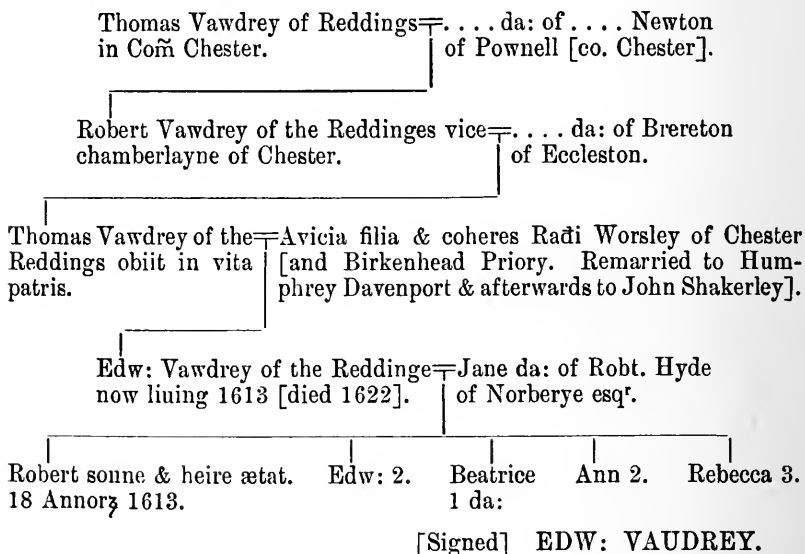 Thomas Vawdrey of Reddings=. . . . da: of . . . . Newton
in Com̃ Chester. of Pownell [co. Chester].
Robert Vawdrey of the Reddinges vice=. . . . da: of Brereton
chamberlayne of Chester. of Eccleston.
Thomas Vawdrey of the=Avicia filia & coheres Rađi Worsley of Chester
Reddings obiit in vita [and Birkenhead Priory. Remarried to Hum-
patris. phrey Davenport & afterwards to John Shakerley].
Edw: Vawdrey of the Reddinge=Jane da: of Robt. Hyde
now liuing 1613 [died 1622]. of Norberye esqʳ.
Robert sonne & heire ætat. Edw: 2. Beatrice Ann 2. Rebecca 3.
18 Annorʒ 1613. 1 da:
[Signed] EDW: VAUDREY.